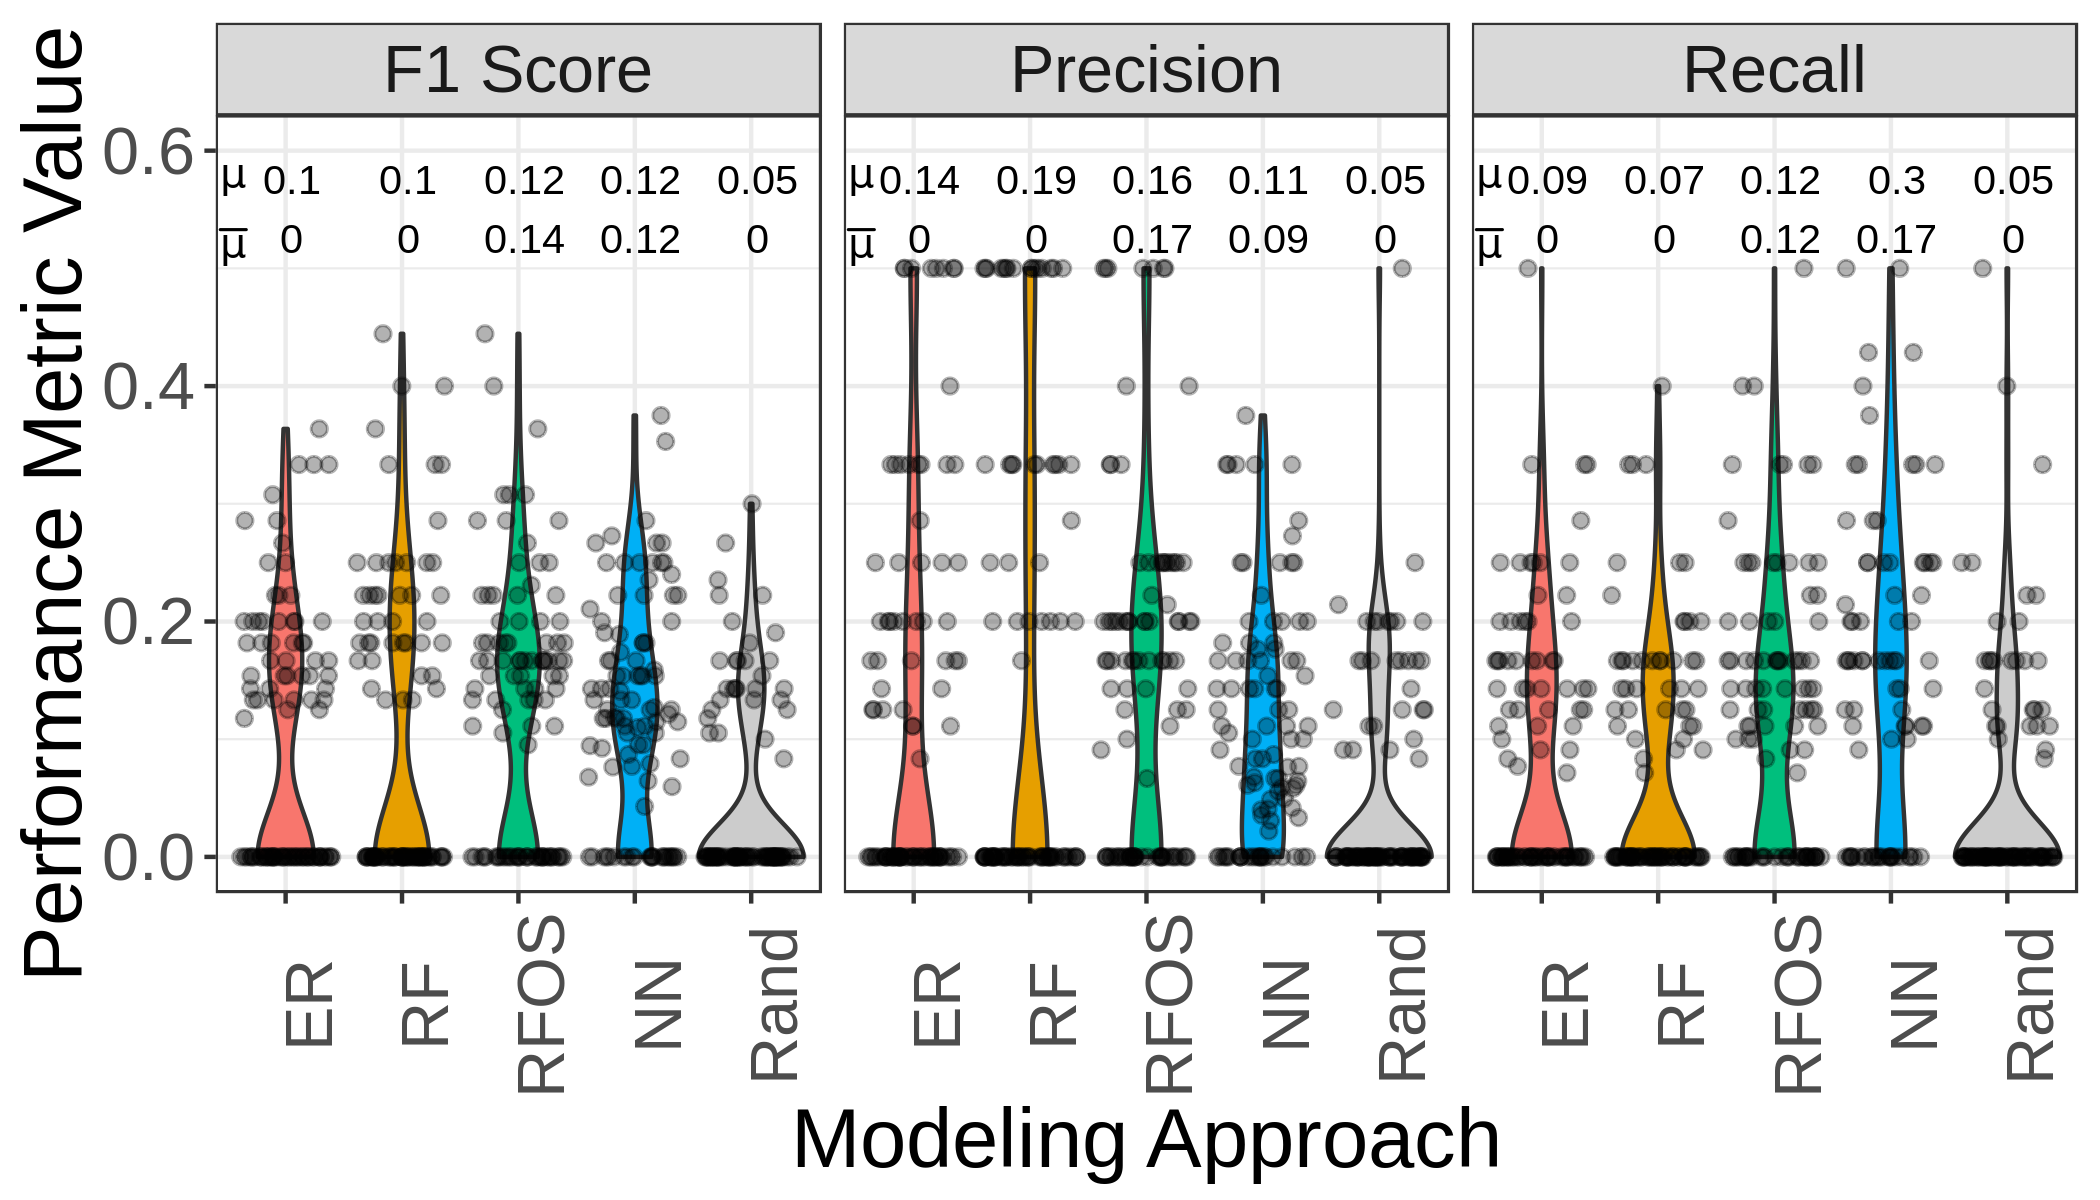 Performance Metric Value
F1 Score Precision Recall
0.6
0.4
0.2
0.0
μ 0.1 0.1 0.12 0.12 0.05
μ̅ 0 0 0.14 0.12 0
μ 0.14 0.19 0.16 0.11 0.05
μ̅ 0 0 0.17 0.09 0
μ 0.09 0.07 0.12 0.3 0.05
μ̅ 0 0 0.12 0.17 0
ER RF RFOS NN Rand
ER RF RFOS NN Rand
ER RF RFOS NN Rand
Modeling Approach